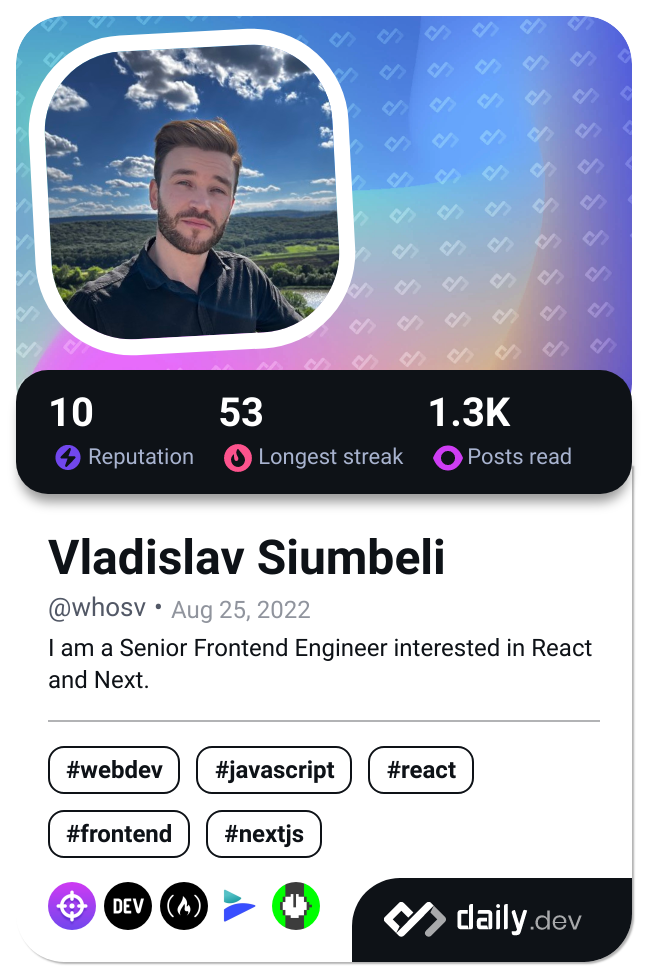 10 53 1.3K
Reputation Longest streak Posts read
Vladislav Siumbeli
@whosv • Aug 25, 2022
I am a Senior Frontend Engineer interested in React
and Next.
#webdev #javascript #react
#frontend #nextjs
DEV
daily.dev